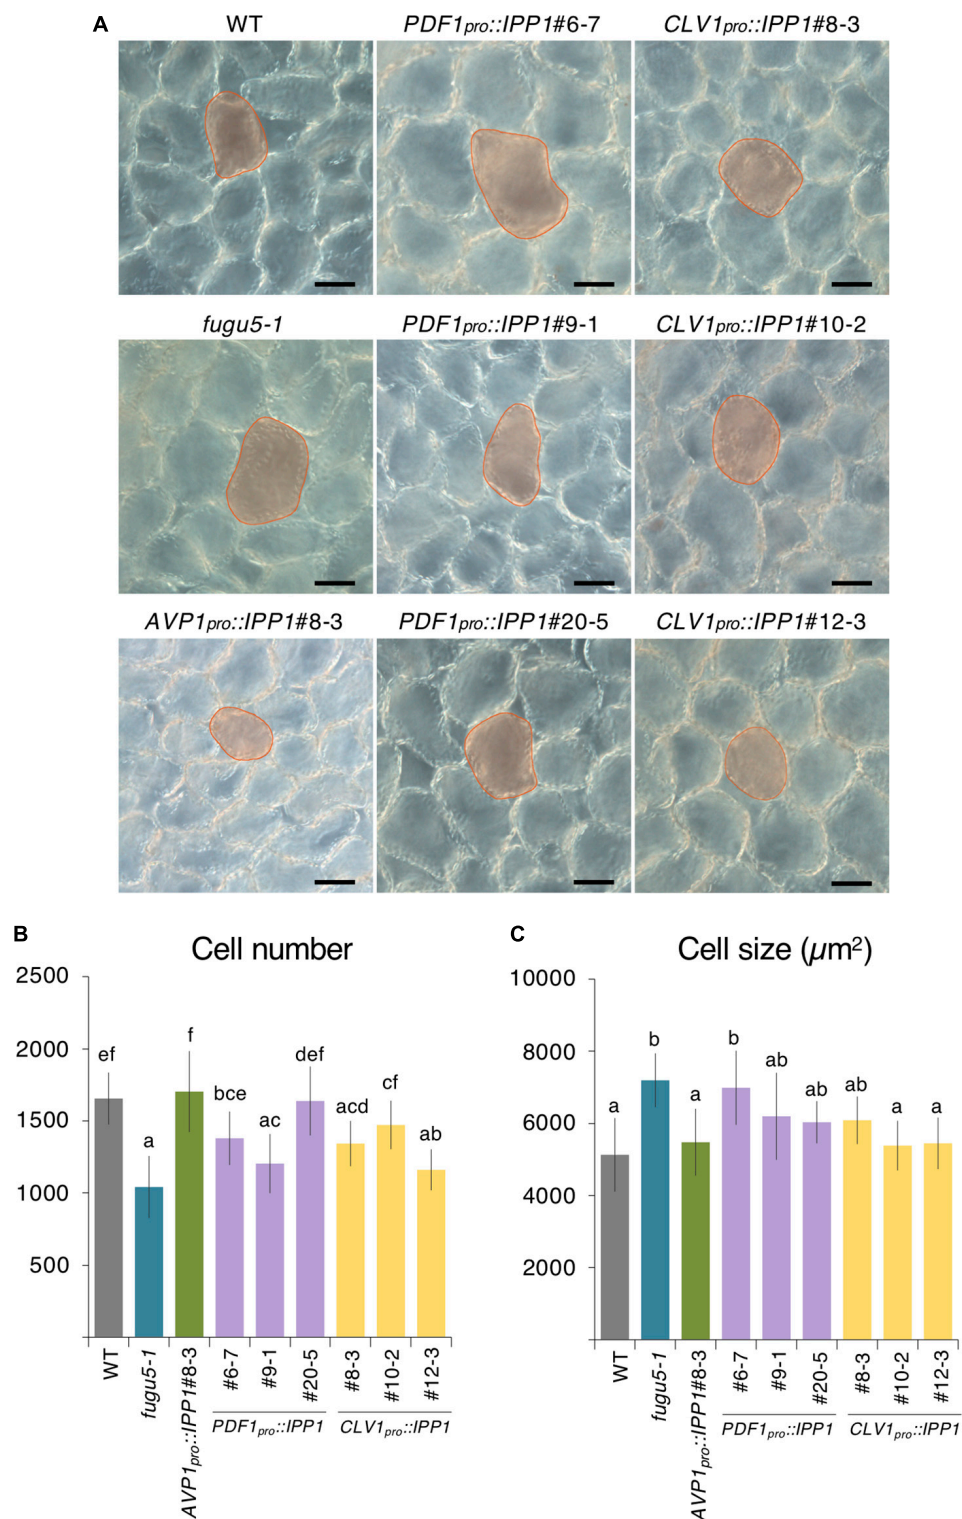 A
WT
PDF1pro::IPP1#6-7
CLV1pro::IPP1#8-3
fugu5-1
PDF1pro::IPP1#9-1
CLV1pro::IPP1#10-2
AVP1pro::IPP1#8-3
PDF1pro::IPP1#20-5
CLV1pro::IPP1#12-3
B
Cell number
2500
2000
1500
1000
500
ef
a
f
bce
ac
def
acd
cf
ab
WT
fugu5-1
AVP1pro::IPP1#8-3
#6-7
#9-1
#20-5
#8-3
#10-2
#12-3
PDF1pro::IPP1
CLV1pro::IPP1
C
Cell size (µm²)
10000
8000
6000
4000
2000
a
b
a
b
ab
ab
ab
a
a
WT
fugu5-1
AVP1pro::IPP1#8-3
#6-7
#9-1
#20-5
#8-3
#10-2
#12-3
PDF1pro::IPP1
CLV1pro::IPP1